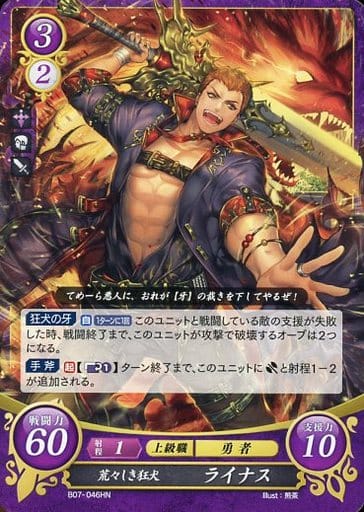 3
2
てめーら悪人に、おれが【牙】の裁きを下してやるぜ!
狂犬の牙 自 1ターンに1回 このユニットと戦闘している敵の支援が失敗
した時、戦闘終了まで、このユニットが攻撃で破壊するオーブは2つ
になる。
手斧 起 【1】ターン終了まで、このユニットに と射程1-2
が追加される。
戦闘力 60
射程 1 上級職 勇者
支援力 10
荒々しき狂犬 ライナス
B07-046HN Illust:煎茶